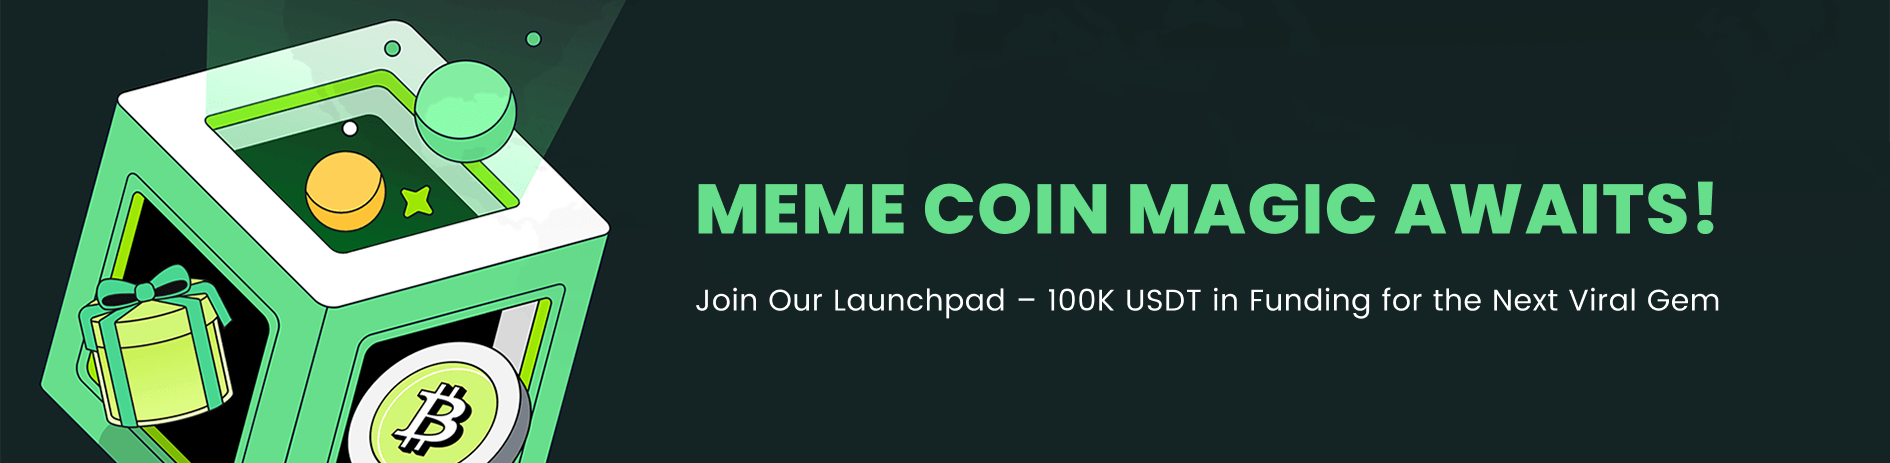 MEME COIN MAGIC AWAITS!
Join Our Launchpad – 100K USDT in Funding for the Next Viral Gem